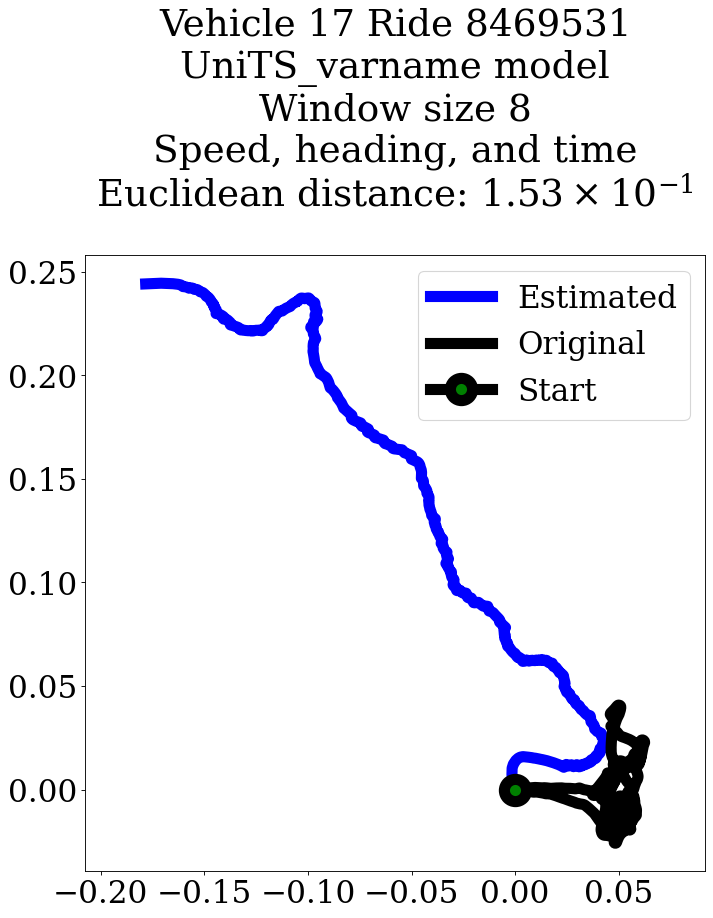 Vehicle 17 Ride 8469531
UniTS_varname model
Window size 8
Speed, heading, and time
Euclidean distance: 1.53 × 10⁻¹
Estimated
Original
Start
0.25
0.20
0.15
0.10
0.05
0.00
−0.20 −0.15 −0.10 −0.05 0.00 0.05